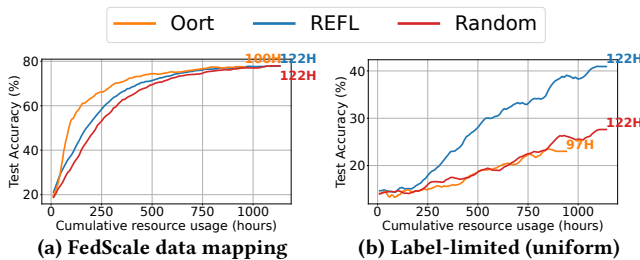 Oort REFL Random
80
60
40
20
Test Accuracy (%)
100H 122H
122H
0 250 500 750 1000
Cumulative resource usage (hours)
(a) FedScale data mapping
40
30
20
Test Accuracy (%)
122H
122H
97H
0 250 500 750 1000
Cumulative resource usage (hours)
(b) Label-limited (uniform)